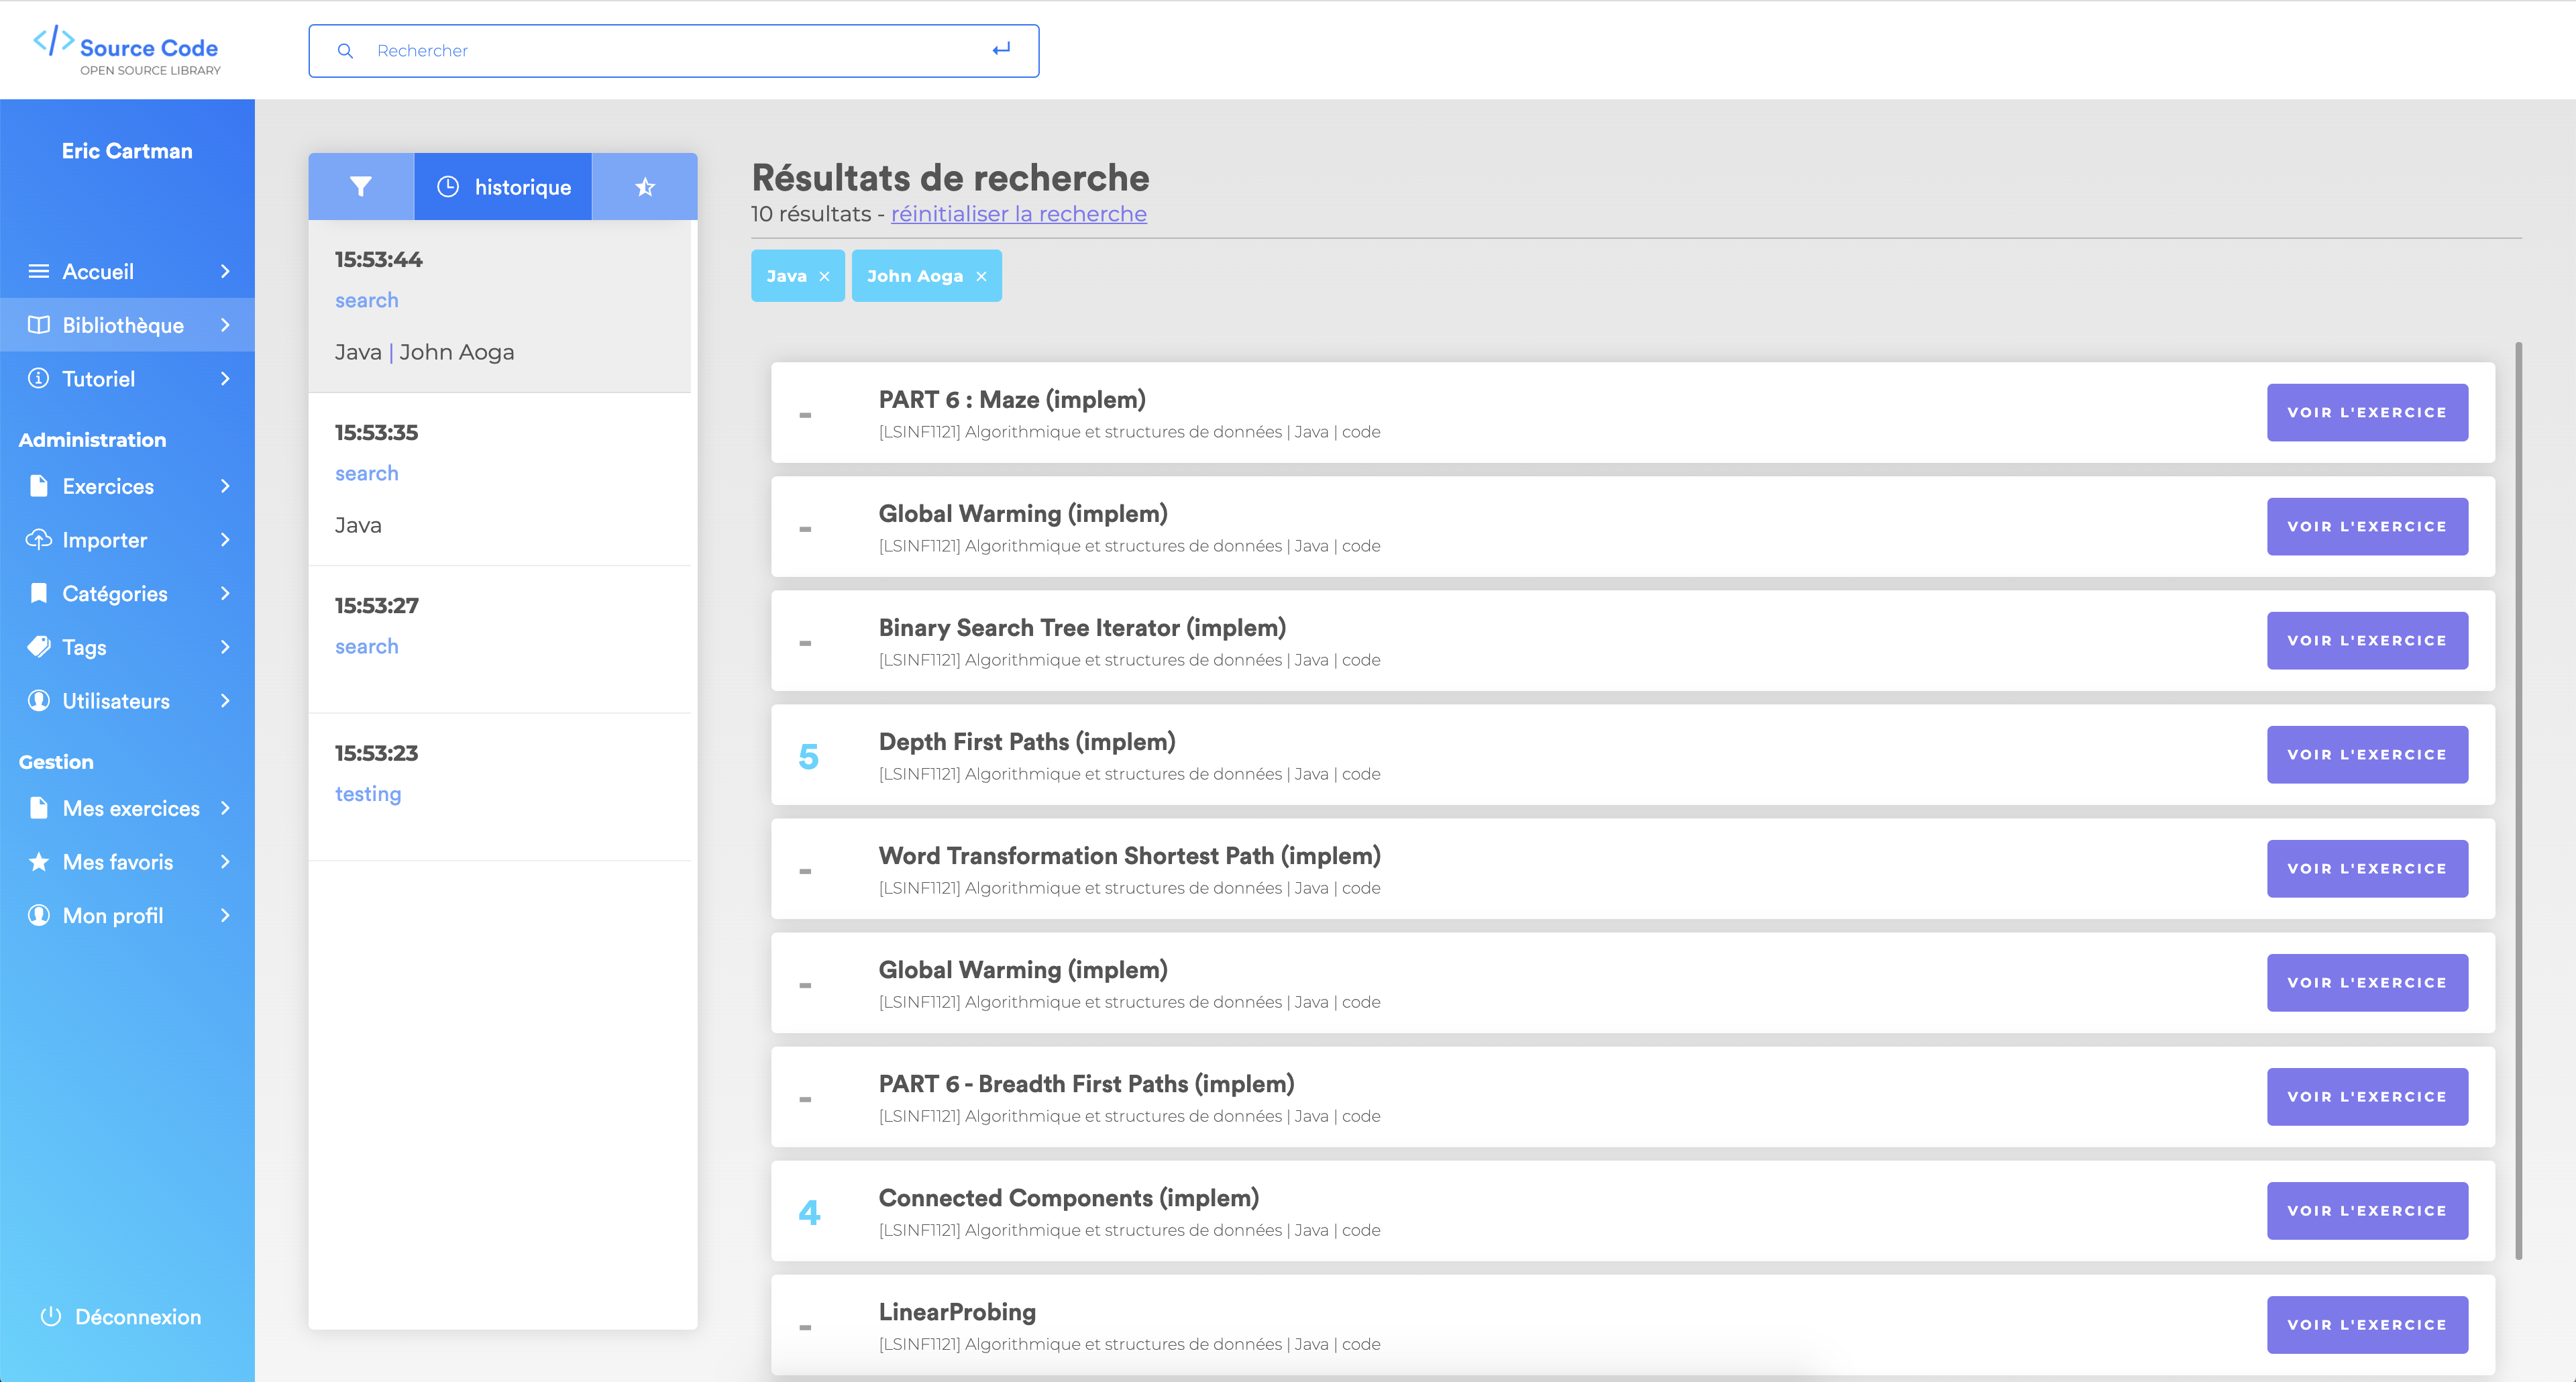 </> Source Code
OPEN SOURCE LIBRARY
Rechercher
Eric Cartman
Accueil
Bibliothèque
Tutoriel
Administration
Exercices
Importer
Catégories
Tags
Utilisateurs
Gestion
Mes exercices
Mes favoris
Mon profil
Déconnexion
historique
15:53:44
search
Java | John Aoga
15:53:35
search
Java
15:53:27
search
15:53:23
testing
Résultats de recherche
10 résultats - réinitialiser la recherche
Java × John Aoga ×
- PART 6 : Maze (implem)
[LSINF1121] Algorithmique et structures de données | Java | code
VOIR L'EXERCICE
- Global Warming (implem)
[LSINF1121] Algorithmique et structures de données | Java | code
VOIR L'EXERCICE
- Binary Search Tree Iterator (implem)
[LSINF1121] Algorithmique et structures de données | Java | code
VOIR L'EXERCICE
5 Depth First Paths (implem)
[LSINF1121] Algorithmique et structures de données | Java | code
VOIR L'EXERCICE
- Word Transformation Shortest Path (implem)
[LSINF1121] Algorithmique et structures de données | Java | code
VOIR L'EXERCICE
- Global Warming (implem)
[LSINF1121] Algorithmique et structures de données | Java | code
VOIR L'EXERCICE
- PART 6 - Breadth First Paths (implem)
[LSINF1121] Algorithmique et structures de données | Java | code
VOIR L'EXERCICE
4 Connected Components (implem)
[LSINF1121] Algorithmique et structures de données | Java | code
VOIR L'EXERCICE
- LinearProbing
[LSINF1121] Algorithmique et structures de données | Java | code
VOIR L'EXERCICE